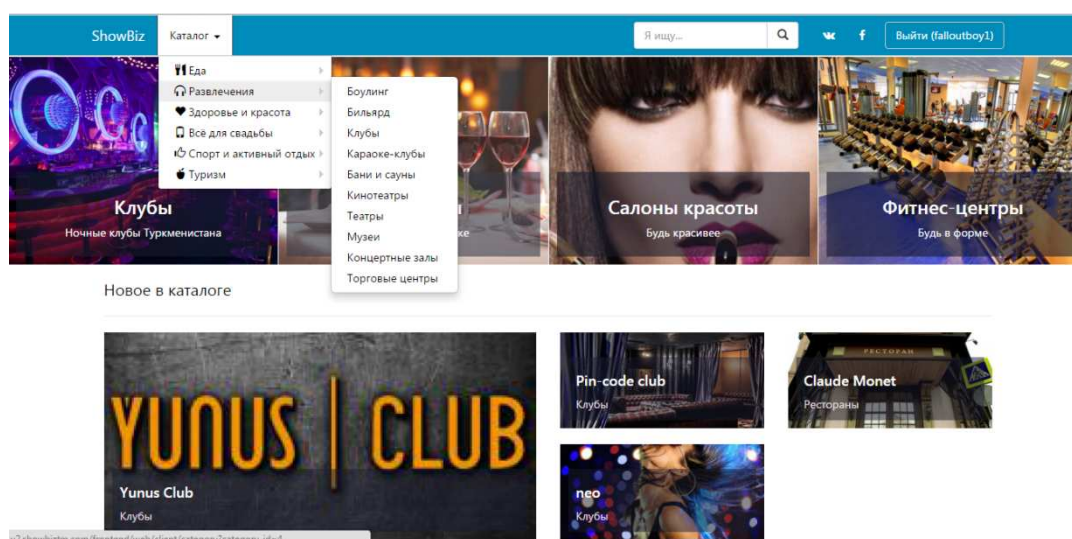 ShowBiz
Каталог
Я ищу...
Выйти (falloutboy1)
Еда
Развлечения
Здоровье и красота
Всё для свадьбы
Спорт и активный отдых
Туризм
Боулинг
Бильярд
Клубы
Караоке-клубы
Бани и сауны
Кинотеатры
Театры
Музеи
Концертные залы
Торговые центры
Клубы
Ночные клубы Туркменистана
Салоны красоты
Будь красивее
Фитнес-центры
Будь в форме
Новое в каталоге
YUNUS | CLUB
Yunus Club
Клубы
Pin-code club
Клубы
РЕСТОРАН
Claude Monet
Рестораны
neo
Клубы